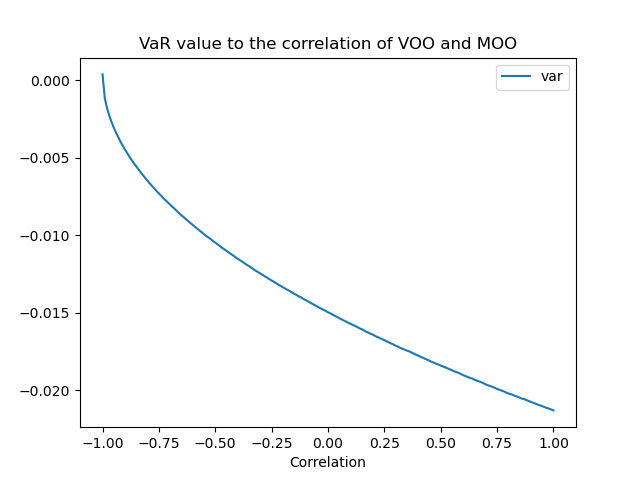 VaR value to the correlation of VOO and MOO
var
0.000
−0.005
−0.010
−0.015
−0.020
−1.00 −0.75 −0.50 −0.25 0.00 0.25 0.50 0.75 1.00
Correlation